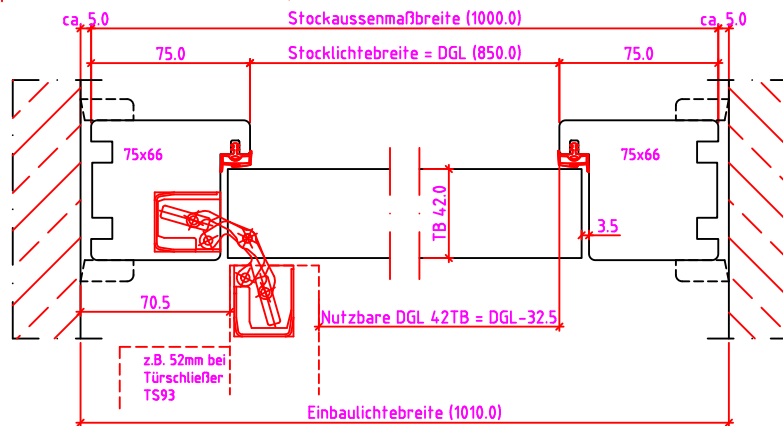 ca. 5.0
Stockaussenmaßbreite (1000.0)
ca. 5.0
75.0
Stocklichtebreite = DGL (850.0)
75.0
75x66
75x66
TB 42.0
3.5
70.5
Nutzbare DGL 42TB = DGL-32.5
z.B. 52mm bei
Türschließer
TS93
Einbaulichtebreite (1010.0)